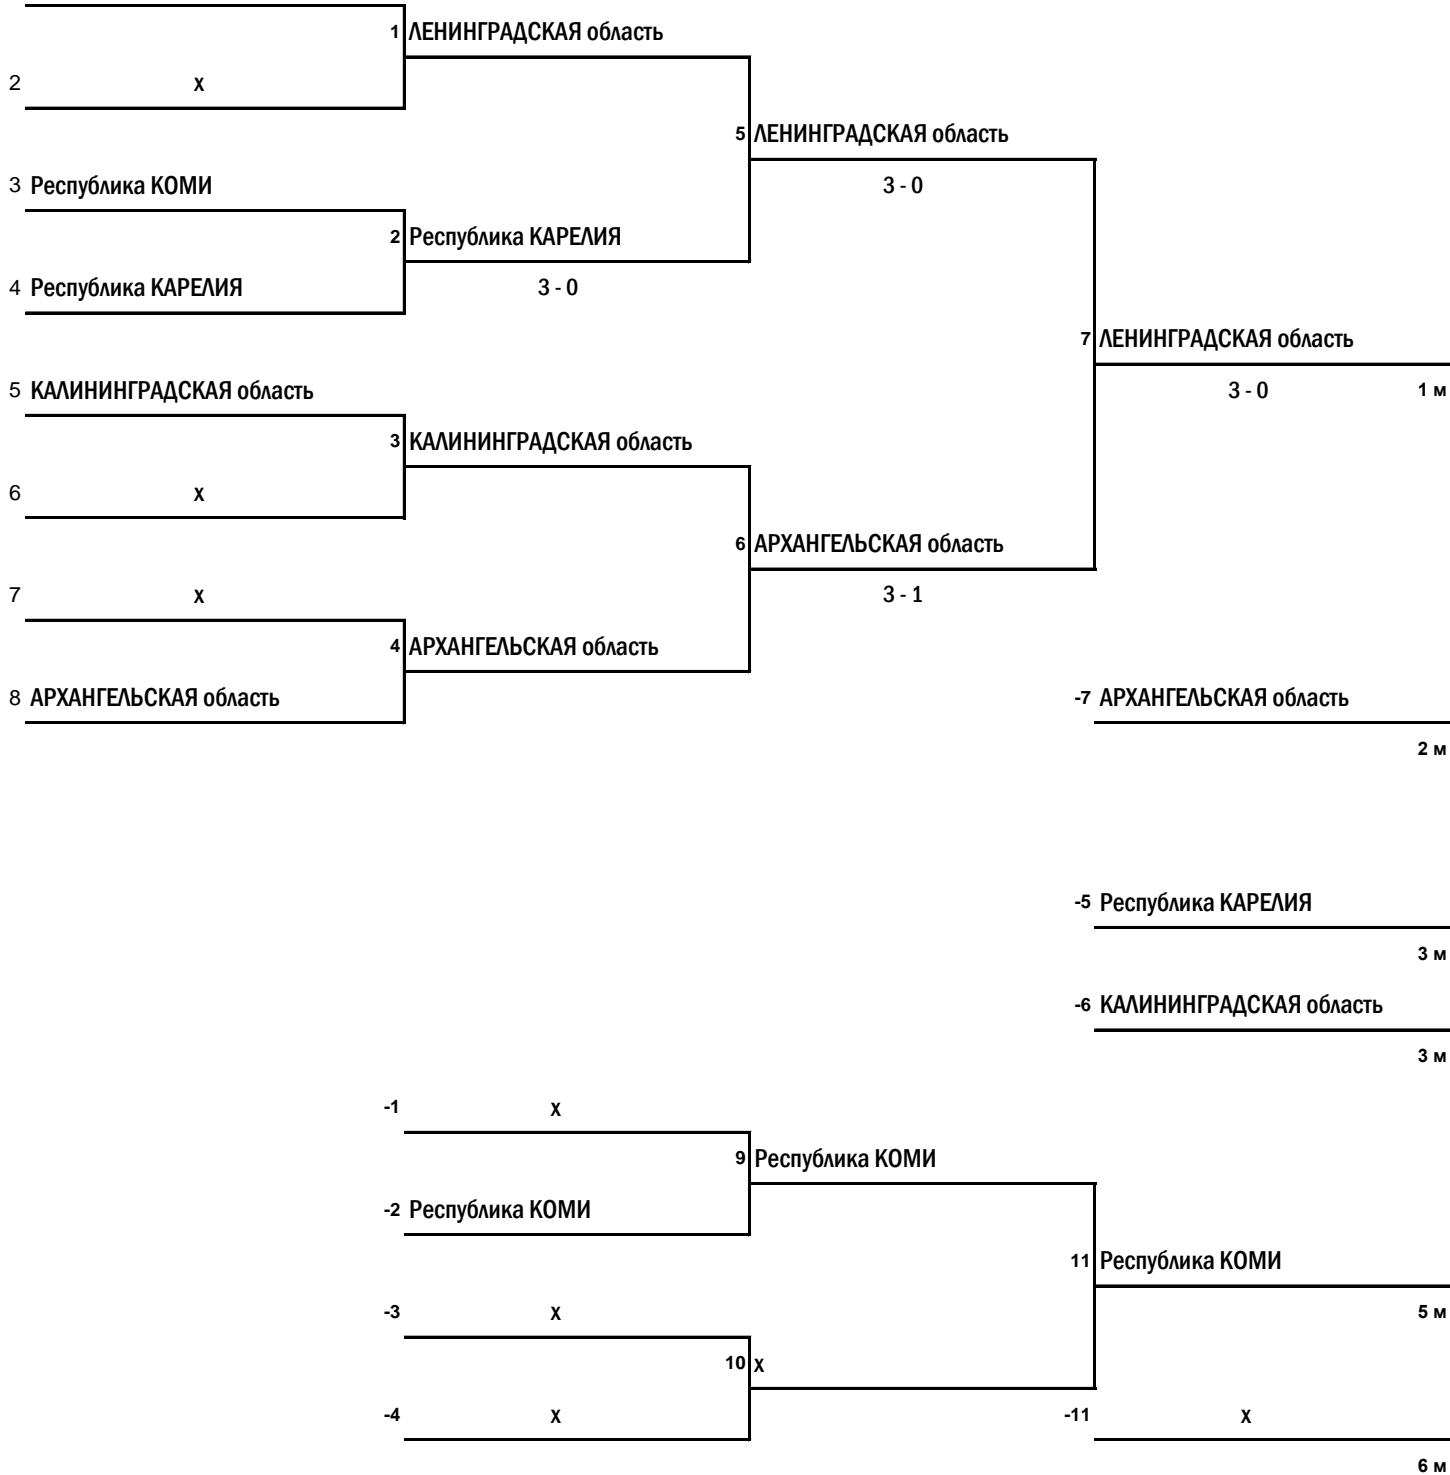 1 ЛЕНИНГРАДСКАЯ область
2 X
5 ЛЕНИНГРАДСКАЯ область
3 Республика КОМИ
3 - 0
2 Республика КАРЕЛИЯ
4 Республика КАРЕЛИЯ
3 - 0
7 ЛЕНИНГРАДСКАЯ область
5 КАЛИНИНГРАДСКАЯ область
3 - 0
1 м
3 КАЛИНИНГРАДСКАЯ область
6 X
6 АРХАНГЕЛЬСКАЯ область
7 X
3 - 1
4 АРХАНГЕЛЬСКАЯ область
8 АРХАНГЕЛЬСКАЯ область
-7 АРХАНГЕЛЬСКАЯ область
2 м
-5 Республика КАРЕЛИЯ
3 м
-6 КАЛИНИНГРАДСКАЯ область
3 м
-1 X
9 Республика КОМИ
-2 Республика КОМИ
11 Республика КОМИ
-3 X
5 м
10 X
-4 X
-11 X
6 м